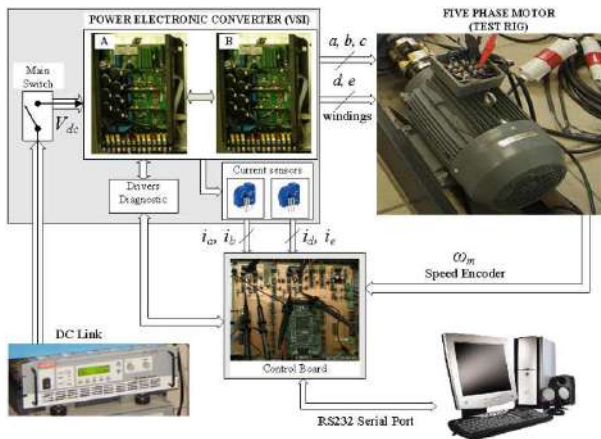 POWER ELECTRONIC CONVERTER (VSI)
FIVE PHASE MOTOR
(TEST RIG)
A
B
a, b, c
d, e
windings
Main
Switch
Vdc
Drivers
Diagnostic
Current sensors
ia, ib
id, ie
ωm
Speed Encoder
DC Link
Control Board
RS232 Serial Port